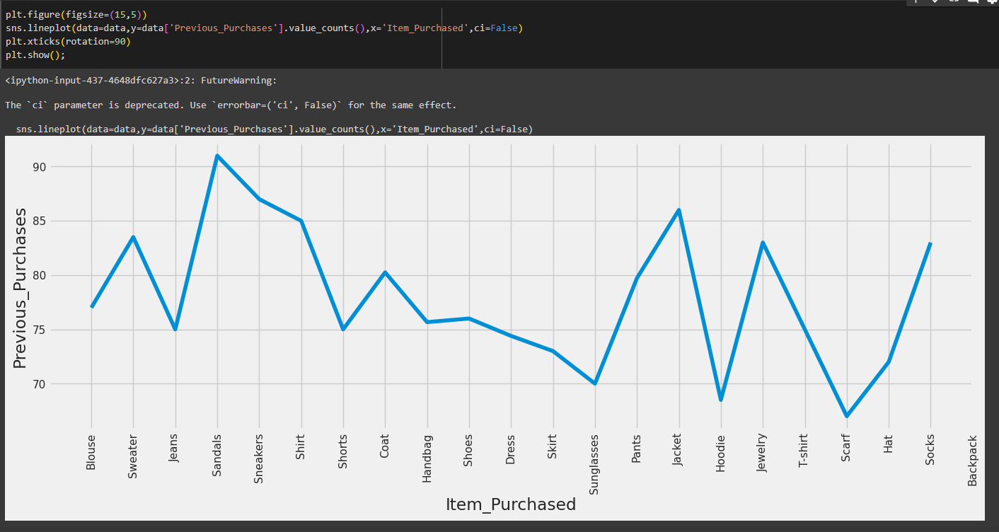 plt.figure(figsize=(15,5))
sns.lineplot(data=data,y=data['Previous_Purchases'].value_counts(),x='Item_Purchased',ci=False)
plt.xticks(rotation=90)
plt.show();
<ipython-input-437-4648dfc627a3>:2: FutureWarning:
The `ci` parameter is deprecated. Use `errorbar=('ci', False)` for the same effect.
sns.lineplot(data=data,y=data['Previous_Purchases'].value_counts(),x='Item_Purchased',ci=False)
Previous_Purchases
90
85
80
75
70
Blouse
Sweater
Jeans
Sandals
Sneakers
Shirt
Shorts
Coat
Handbag
Shoes
Dress
Skirt
Sunglasses
Pants
Jacket
Hoodie
Jewelry
T-shirt
Scarf
Hat
Socks
Backpack
Item_Purchased